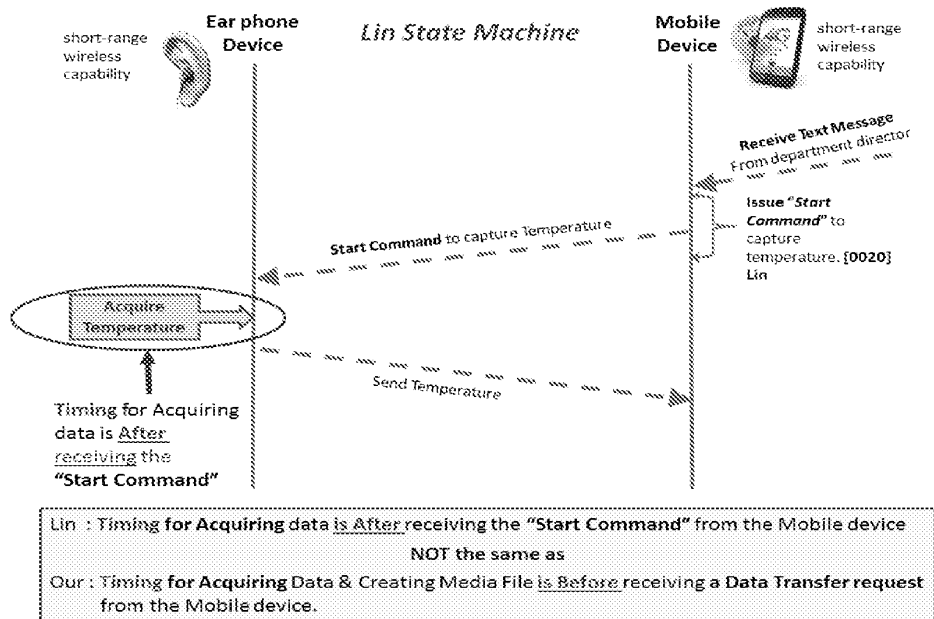 Ear phone
Device
Lin State Machine
Mobile
Device
short-range
wireless
capability
short-range
wireless
capability
Receive Text Message
From department director
Issue "Start
Command" to
capture
temperature. [0020]
Lin
Start Command to capture Temperature
Acquire
Temperature
Send Temperature
Timing for Acquiring
data is After
receiving the
"Start Command"
Lin : Timing for Acquiring data is After receiving the "Start Command" from the Mobile device
NOT the same as
Our : Timing for Acquiring Data & Creating Media File is Before receiving a Data Transfer request
from the Mobile device.